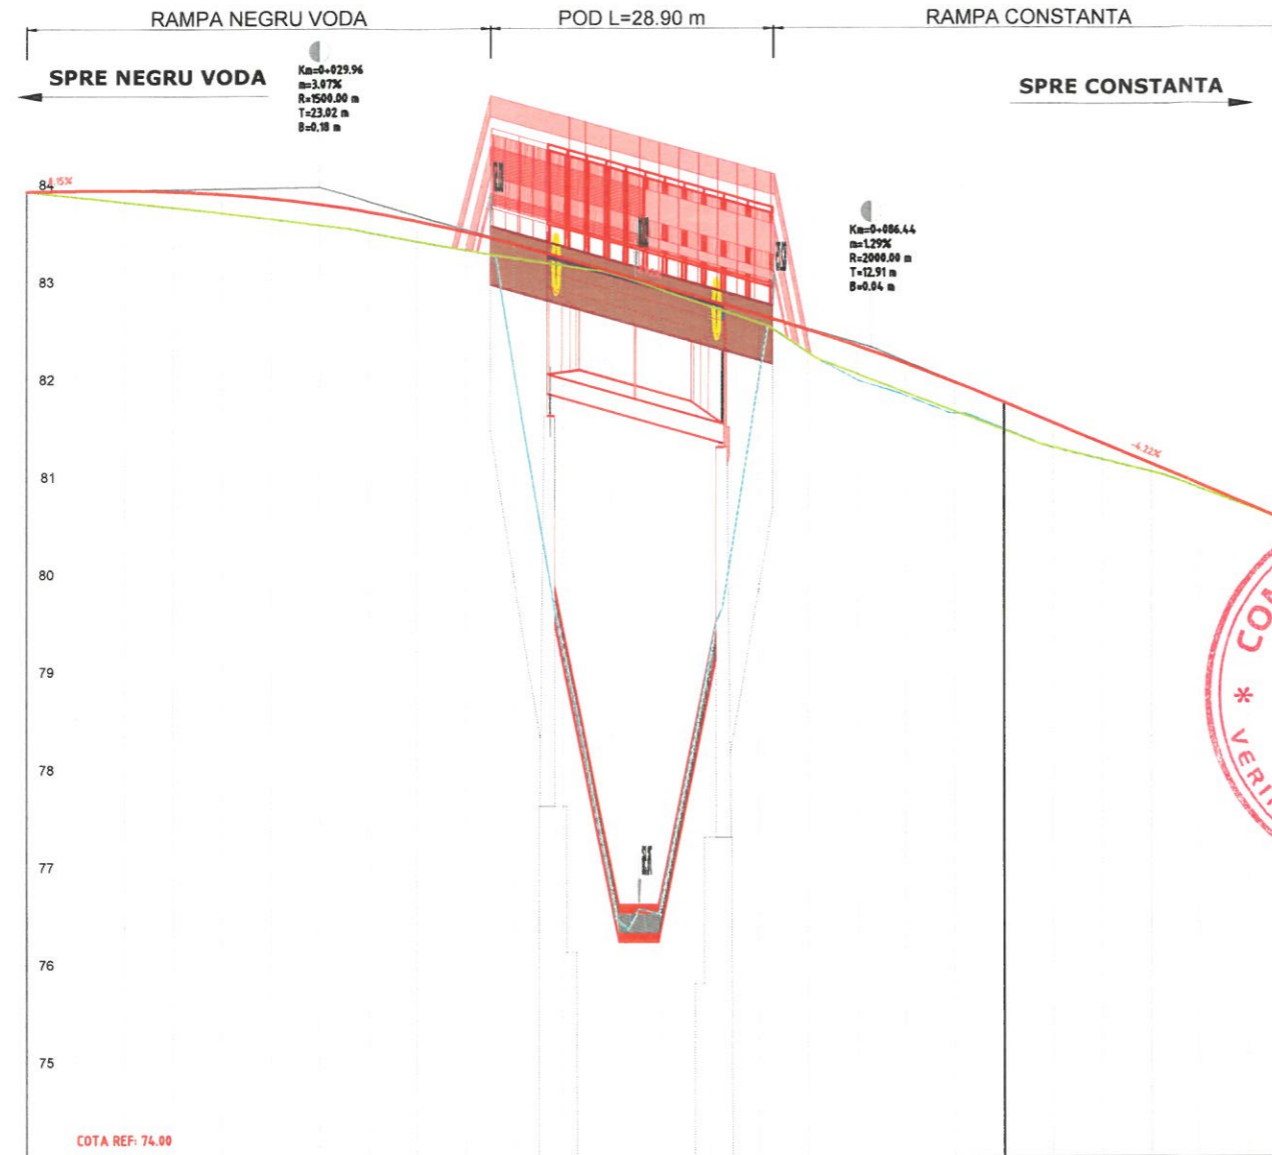 RAMPA NEGRU VODA
POD L=28.90 m
RAMPA CONSTANTA
SPRE NEGRU VODA
SPRE CONSTANTA
Km=0+029.96
m=3.07%
R=1500.00 m
T=23.02 m
B=0.18 m
Km=0+086.44
m=1.29%
R=2000.00 m
T=12.91 m
B=0.04 m
84
83
82
81
80
79
78
77
76
75
-4.22%
COTA REF: 74.00